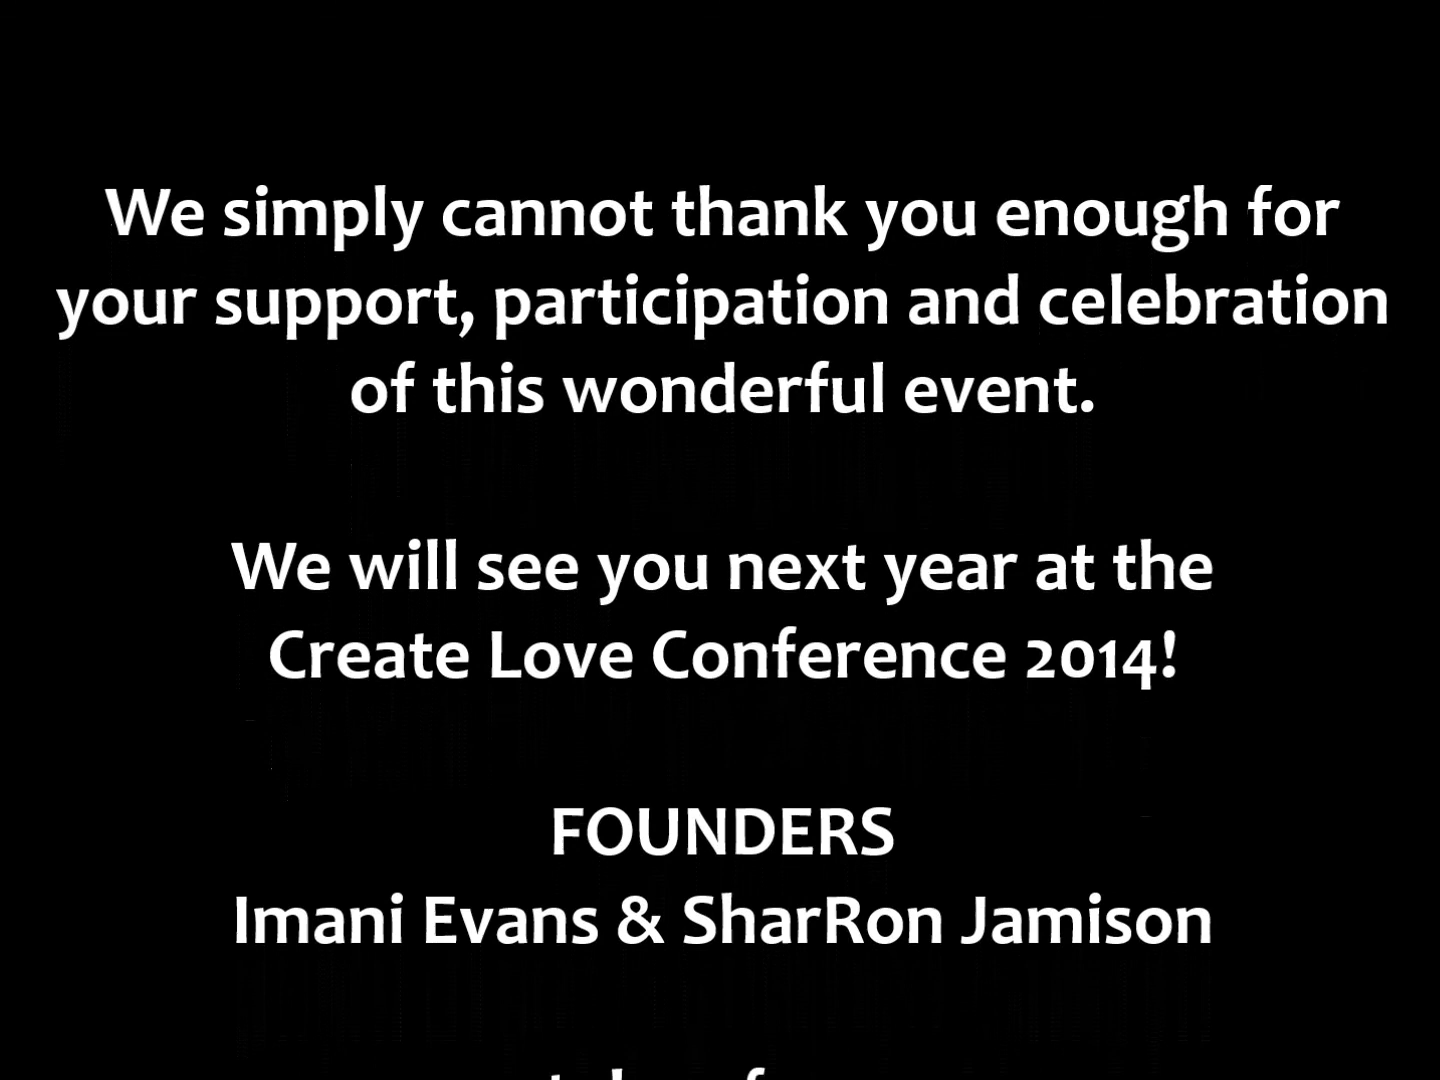 We simply cannot thank you enough for
your support, participation and celebration
of this wonderful event.
We will see you next year at the
Create Love Conference 2014!
FOUNDERS
Imani Evans & SharRon Jamison